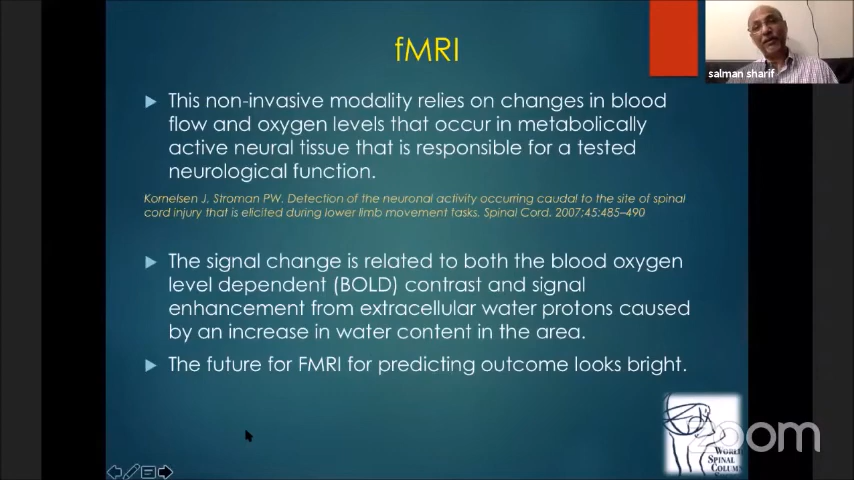 fMRI
salman sharif
This non-invasive modality relies on changes in blood
flow and oxygen levels that occur in metabolically
active neural tissue that is responsible for a tested
neurological function.
Kornelsen J, Stroman PW. Detection of the neuronal activity occurring caudal to the site of spinal
cord injury that is elicited during lower limb movement tasks. Spinal Cord. 2007;45:485–490
The signal change is related to both the blood oxygen
level dependent (BOLD) contrast and signal
enhancement from extracellular water protons caused
by an increase in water content in the area.
The future for FMRI for predicting outcome looks bright.
zoom
WORLD
SPINAL
COLUMN